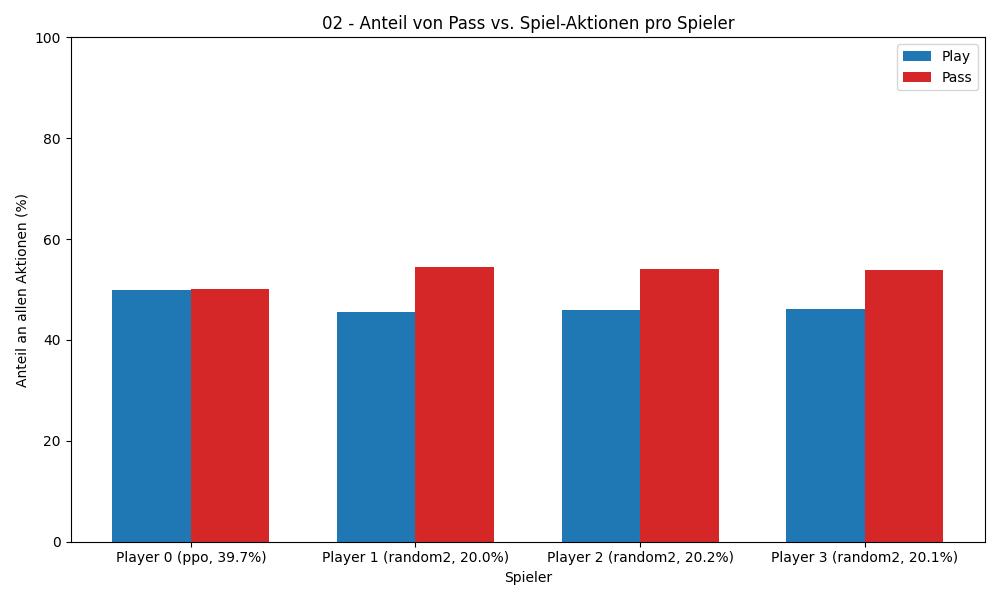 02 - Anteil von Pass vs. Spiel-Aktionen pro Spieler
Play
Pass
Anteil an allen Aktionen (%)
100
80
60
40
20
0
Player 0 (ppo, 39.7%)
Player 1 (random2, 20.0%)
Player 2 (random2, 20.2%)
Player 3 (random2, 20.1%)
Spieler